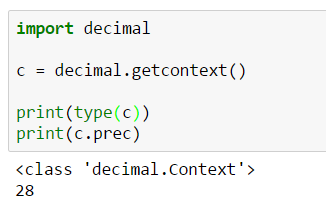 import decimal
c = decimal.getcontext()
print(type(c))
print(c.prec)
<class 'decimal.Context'>
28